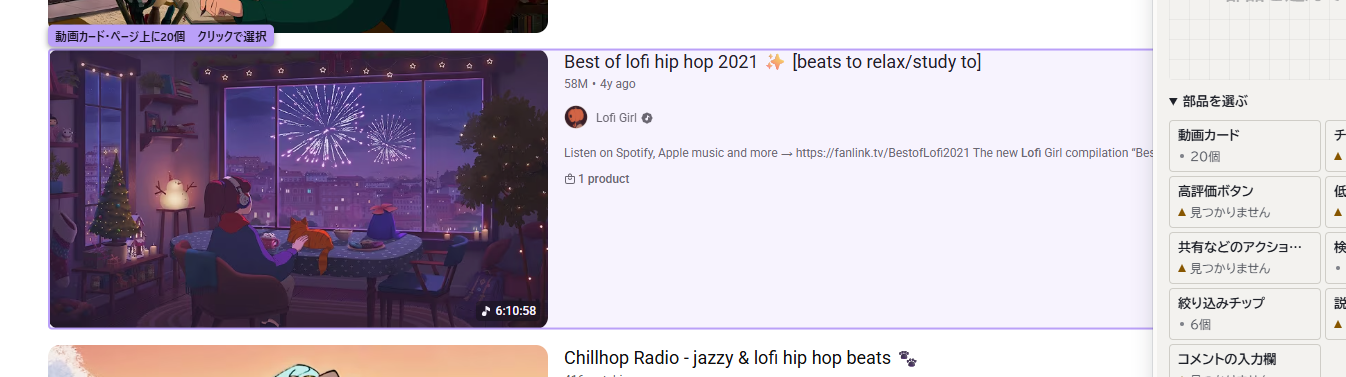 動画カード・ページ上に20個 クリックで選択
6:10:58
Best of lofi hip hop 2021 ✨ [beats to relax/study to]
58M • 4y ago
Lofi Girl
Listen on Spotify, Apple music and more → https://fanlink.tv/BestofLofi2021 The new Lofi Girl compilation “Bes
1 product
Chillhop Radio - jazzy & lofi hip hop beats 🐾
▼ 部品を選ぶ
動画カード
• 20個
高評価ボタン
▲ 見つかりません
共有などのアクショ…
▲ 見つかりません
絞り込みチップ
• 6個
コメントの入力欄